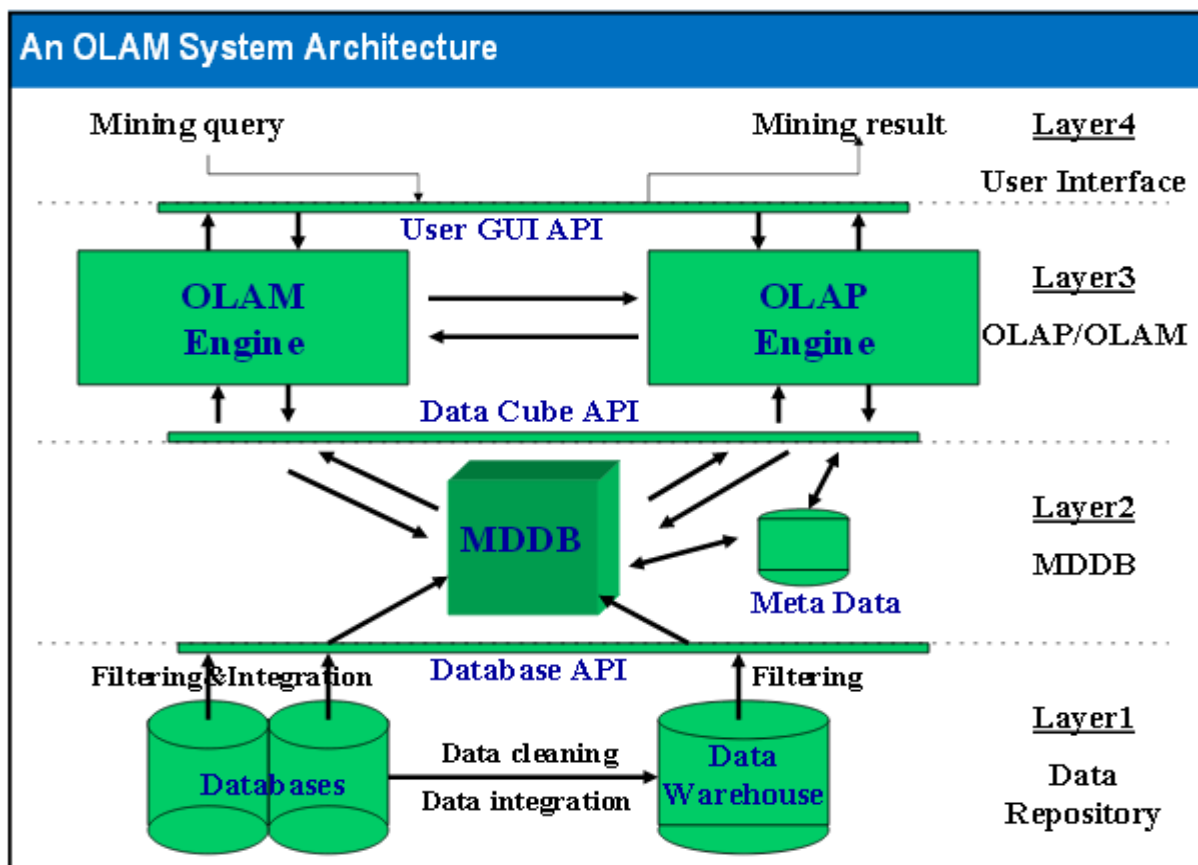 An OLAM System Architecture
Mining query
Mining result
Layer4
User Interface
User GUI API
OLAM
Engine
OLAP
Engine
Layer3
OLAP/OLAM
Data Cube API
MDDB
Layer2
MDDB
Meta Data
Filtering&Integration
Database API
Filtering
Layer1
Data
Repository
Databases
Data cleaning
Data integration
Data
Warehouse